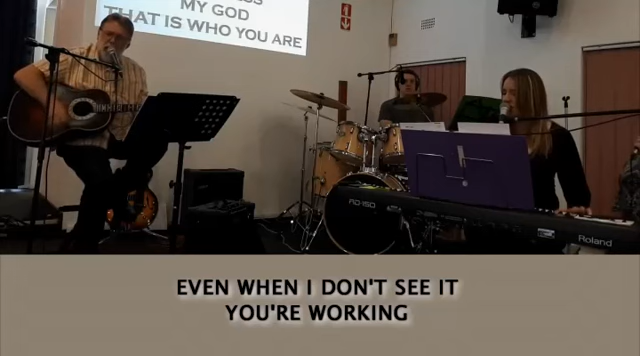 MY GOD
THAT IS WHO YOU ARE
RD-150
Roland
EVEN WHEN I DON'T SEE IT
YOU'RE WORKING